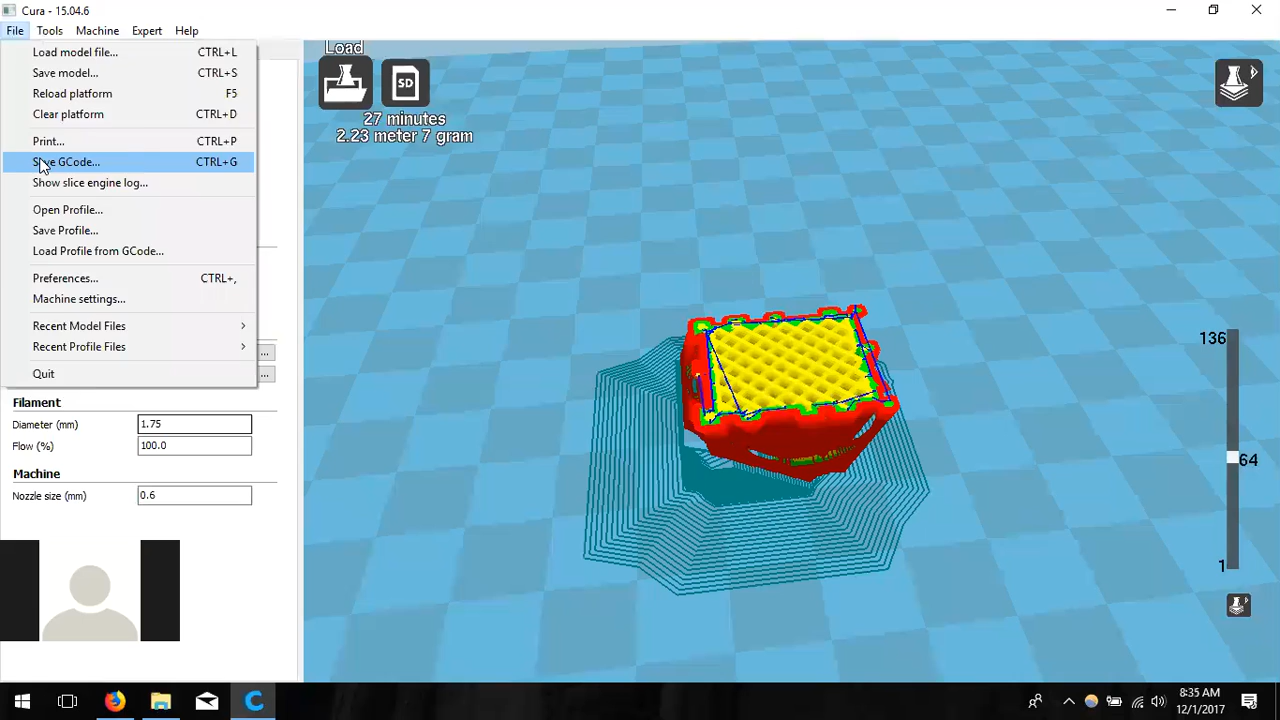 Cura - 15.04.6
File Tools Machine Expert Help
Load model file... CTRL+L
Save model... CTRL+S
Reload platform F5
Clear platform CTRL+D
Print... CTRL+P
Save GCode... CTRL+G
Show slice engine log...
Open Profile...
Save Profile...
Load Profile from GCode...
Preferences... CTRL+,
Machine settings...
Recent Model Files
Recent Profile Files
Quit
...
...
Filament
Diameter (mm) 1.75
Flow (%) 100.0
Machine
Nozzle size (mm) 0.6
Load
SD
27 minutes
2.23 meter 7 gram
136
64
1
8:35 AM
12/1/2017